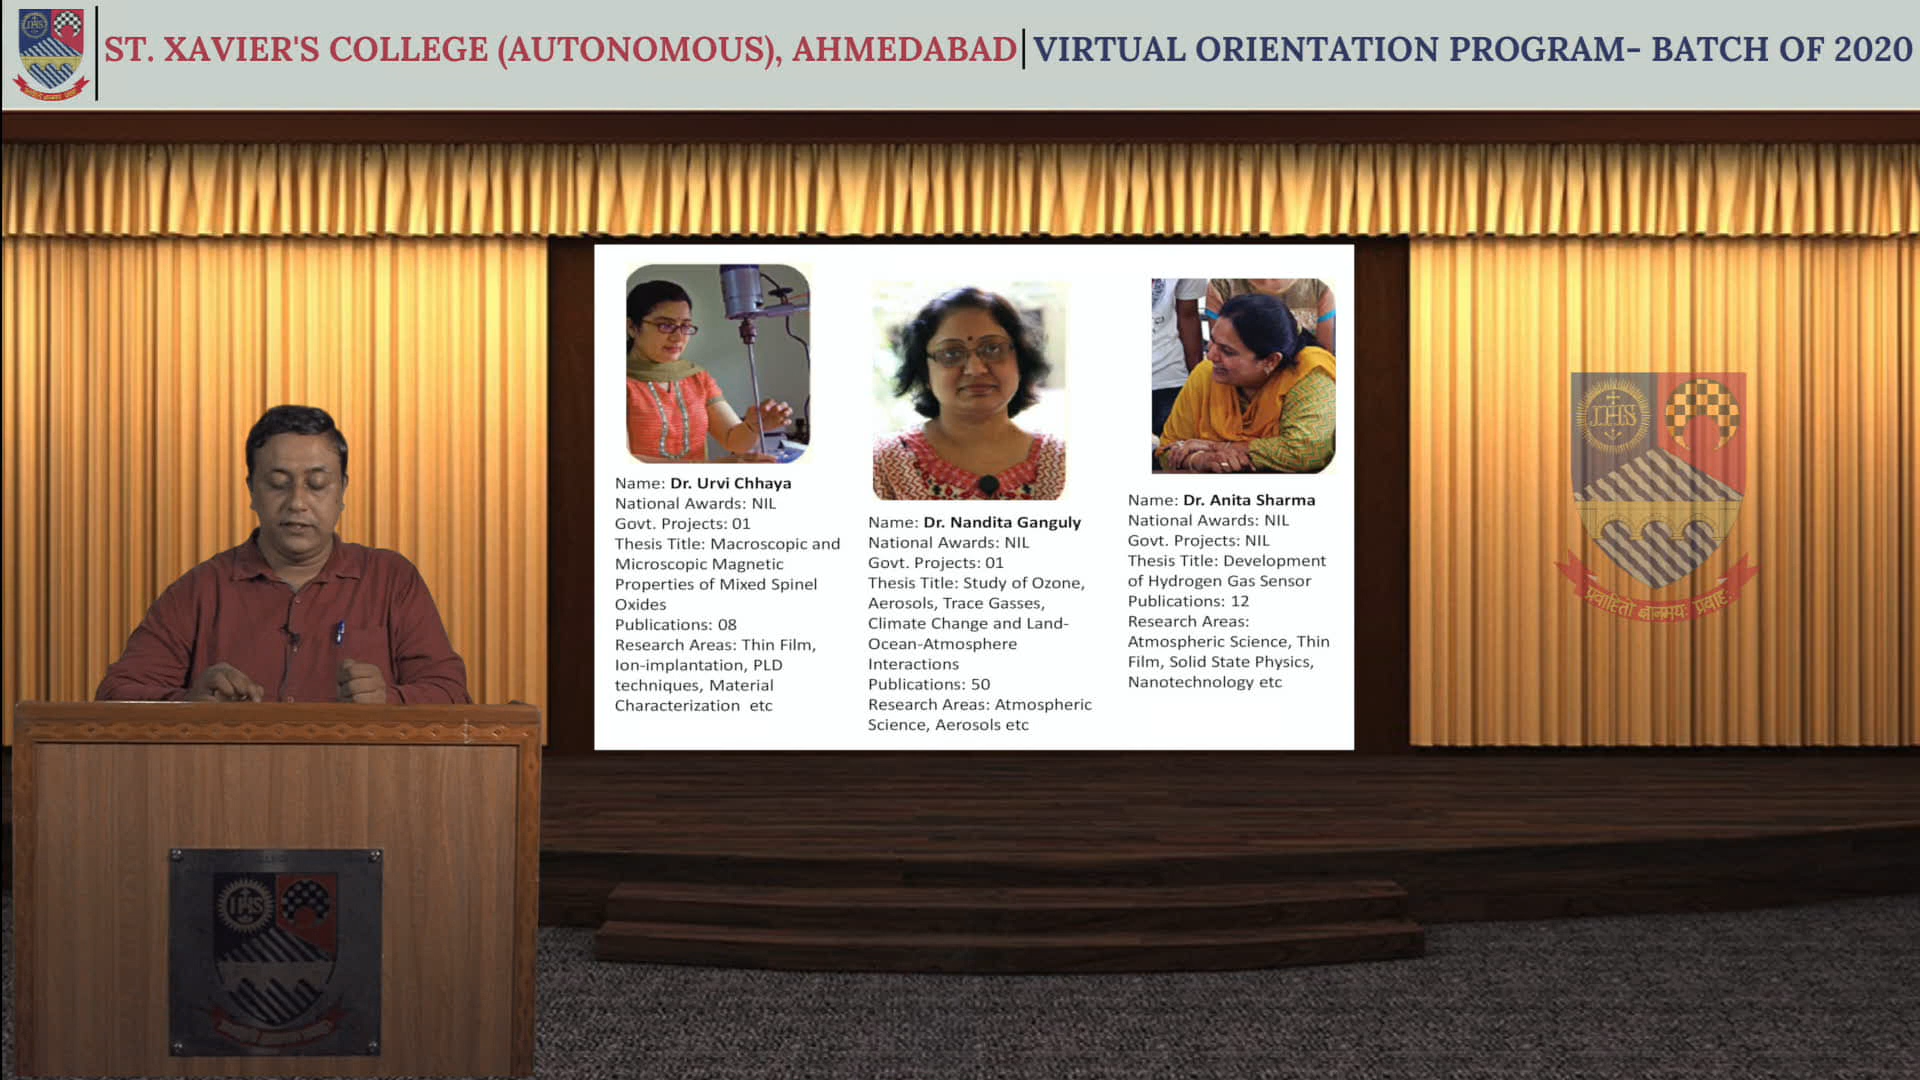 ST. XAVIER'S COLLEGE (AUTONOMOUS), AHMEDABAD
VIRTUAL ORIENTATION PROGRAM- BATCH OF 2020
Name: Dr. Urvi Chhaya
National Awards: NIL
Govt. Projects: 01
Thesis Title: Macroscopic and
Microscopic Magnetic
Properties of Mixed Spinel
Oxides
Publications: 08
Research Areas: Thin Film,
Ion-implantation, PLD
techniques, Material
Characterization etc
Name: Dr. Nandita Ganguly
National Awards: NIL
Govt. Projects: 01
Thesis Title: Study of Ozone,
Aerosols, Trace Gasses,
Climate Change and Land-
Ocean-Atmosphere
Interactions
Publications: 50
Research Areas: Atmospheric
Science, Aerosols etc
Name: Dr. Anita Sharma
National Awards: NIL
Govt. Projects: NIL
Thesis Title: Development
of Hydrogen Gas Sensor
Publications: 12
Research Areas:
Atmospheric Science, Thin
Film, Solid State Physics,
Nanotechnology etc
IHS
IHS